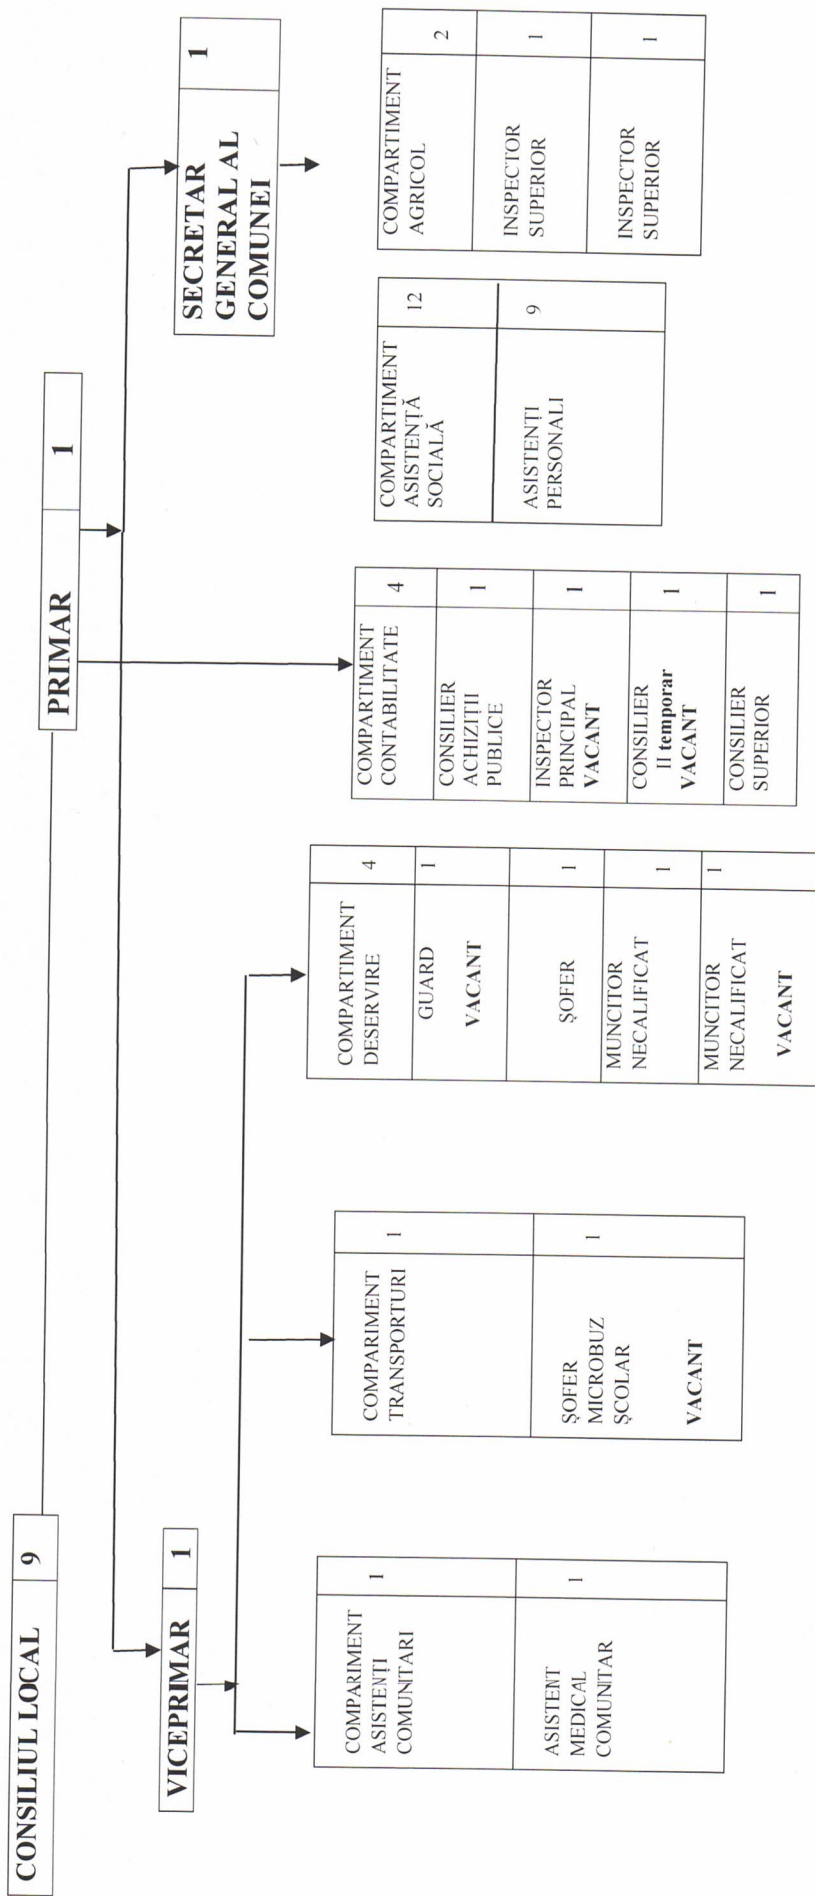 CONSILIUL LOCAL 9
PRIMAR 1
VICEPRIMAR 1
SECRETAR 1
GENERAL AL
COMUNEI
COMPARIMENT 1
ASISTENȚI
COMUNITARI
ASISTENT 1
MEDICAL
COMUNITAR
COMPARIMENT 1
TRANSPORTURI
ȘOFER 1
MICROBUZ
ȘCOLAR
VACANT
COMPARTIMENT 4
DESERVIRE
GUARD 1
VACANT
ȘOFER 1
MUNCITOR 1
NECALIFICAT
MUNCITOR 1
NECALIFICAT
VACANT
COMPARTIMENT 4
CONTABILITATE
CONSILIER 1
ACHIZIȚII
PUBLICE
INSPECTOR 1
PRINCIPAL
VACANT
CONSILIER 1
II temporar
VACANT
CONSILIER 1
SUPERIOR
COMPARTIMENT 12
ASISTENȚĂ
SOCIALĂ
ASISTENȚI 9
PERSONALI
COMPARTIMENT 2
AGRICOL
INSPECTOR 1
SUPERIOR
INSPECTOR 1
SUPERIOR